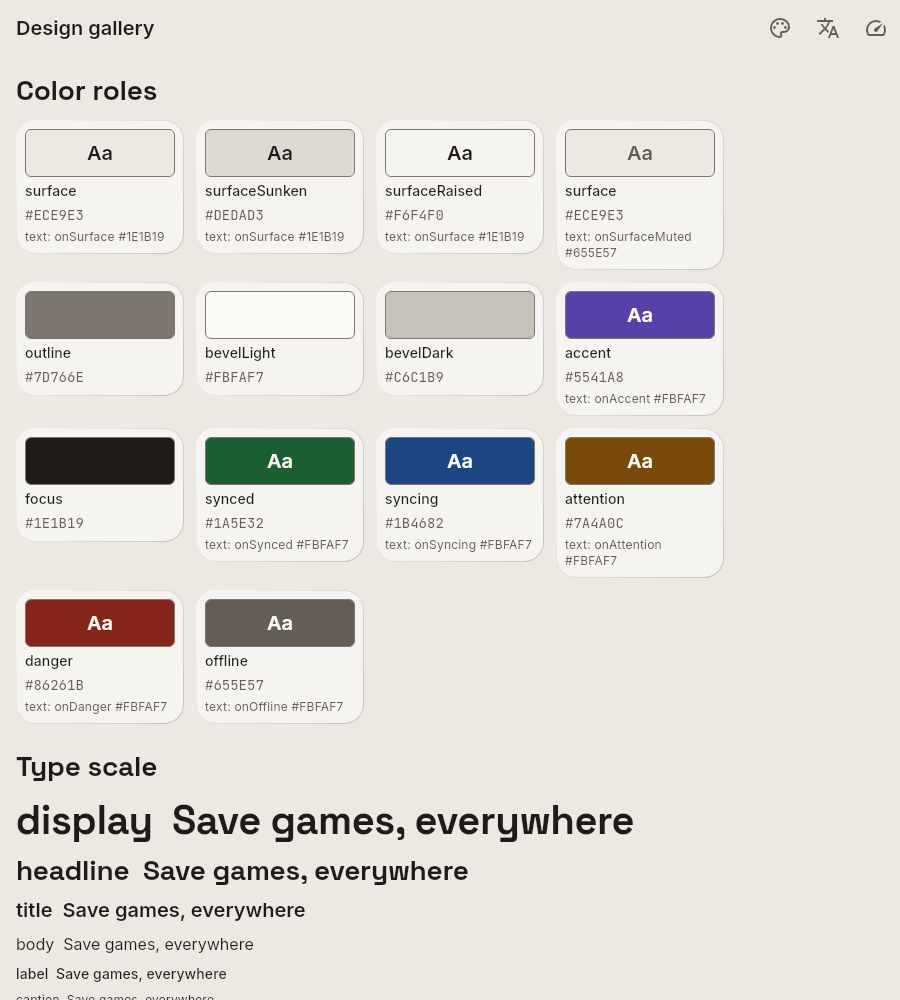 Design gallery
Color roles
Aa
surface
#ECE9E3
text: onSurface #1E1B19
Aa
surfaceSunken
#DEDAD3
text: onSurface #1E1B19
Aa
surfaceRaised
#F6F4F0
text: onSurface #1E1B19
Aa
surface
#ECE9E3
text: onSurfaceMuted
#655E57
outline
#7D766E
bevelLight
#FBFAF7
bevelDark
#C6C1B9
Aa
accent
#5541A8
text: onAccent #FBFAF7
focus
#1E1B19
Aa
synced
#1A5E32
text: onSynced #FBFAF7
Aa
syncing
#1B4682
text: onSyncing #FBFAF7
Aa
attention
#7A4A0C
text: onAttention
#FBFAF7
Aa
danger
#86261B
text: onDanger #FBFAF7
Aa
offline
#655E57
text: onOffline #FBFAF7
Type scale
display Save games, everywhere
headline Save games, everywhere
title Save games, everywhere
body Save games, everywhere
label Save games, everywhere
caption Save games, everywhere